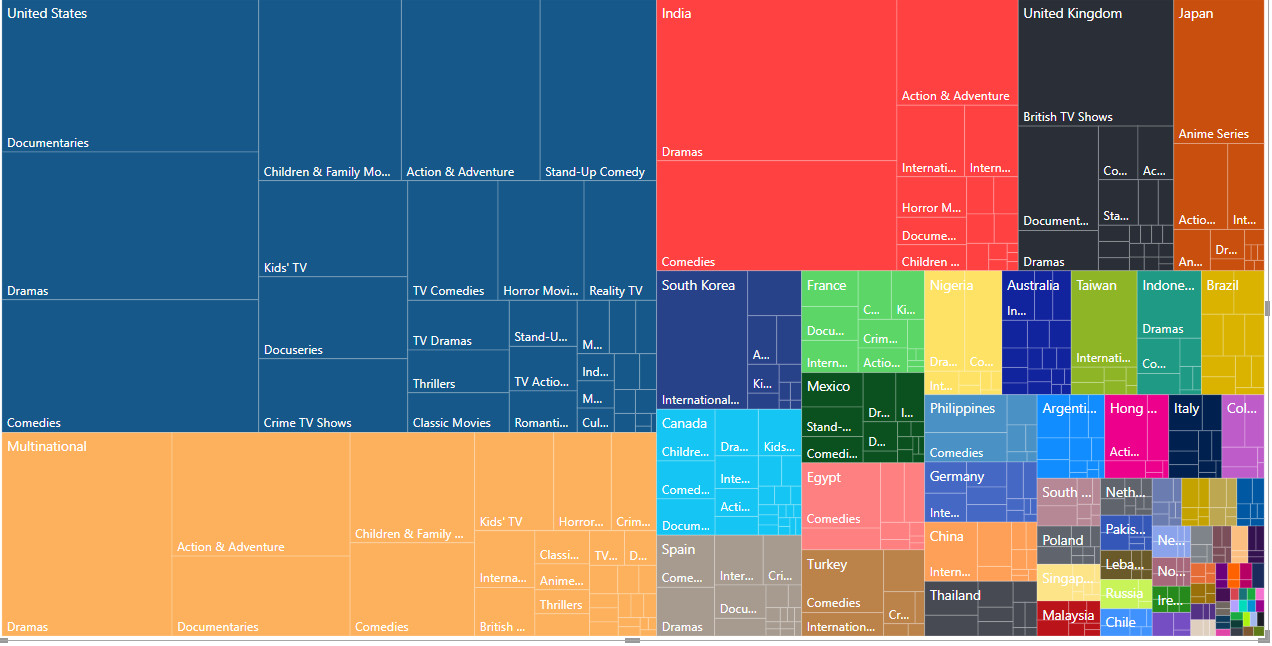 United States
Documentaries
Children & Family Mo...
Action & Adventure
Stand-Up Comedy
Dramas
Kids' TV
TV Comedies
Horror Movi...
Reality TV
Comedies
Docuseries
Crime TV Shows
TV Dramas
Thrillers
Classic Movies
Stand-U...
TV Actio...
Romanti...
M...
Ind...
M...
Cul...
Multinational
Dramas
Action & Adventure
Documentaries
Children & Family ...
Comedies
Kids' TV
Horror...
Crim...
Interna...
British ...
Classi...
TV...
D...
Anime...
Thrillers
India
Dramas
Comedies
Action & Adventure
Internati...
Intern...
Horror M...
Docume...
Children ...
United Kingdom
British TV Shows
Document...
Dramas
Co...
Ac...
Sta...
Japan
Anime Series
Actio...
Int...
An...
Dr...
South Korea
International...
A...
Ki...
Canada
Childre...
Comed...
Docum...
Dra...
Kids...
Inte...
Acti...
Spain
Come...
Dramas
Inter...
Cri...
Docu...
France
Docu...
Intern...
C...
Ki...
Crim...
Actio...
Mexico
Stand-...
Comedi...
Dr...
I...
D...
Egypt
Comedies
Turkey
Comedies
Internation...
Cr...
Nigeria
Dra...
Co...
Int...
Australia
In...
Taiwan
Internati...
Indone...
Dramas
Co...
Brazil
Philippines
Comedies
Germany
Inte...
China
Intern...
Thailand
Argenti...
Hong ...
Acti...
Italy
Col...
South ...
Poland
Singap...
Malaysia
Neth...
Pakis...
Leba...
Russia
Chile
Ne...
No...
Ire...